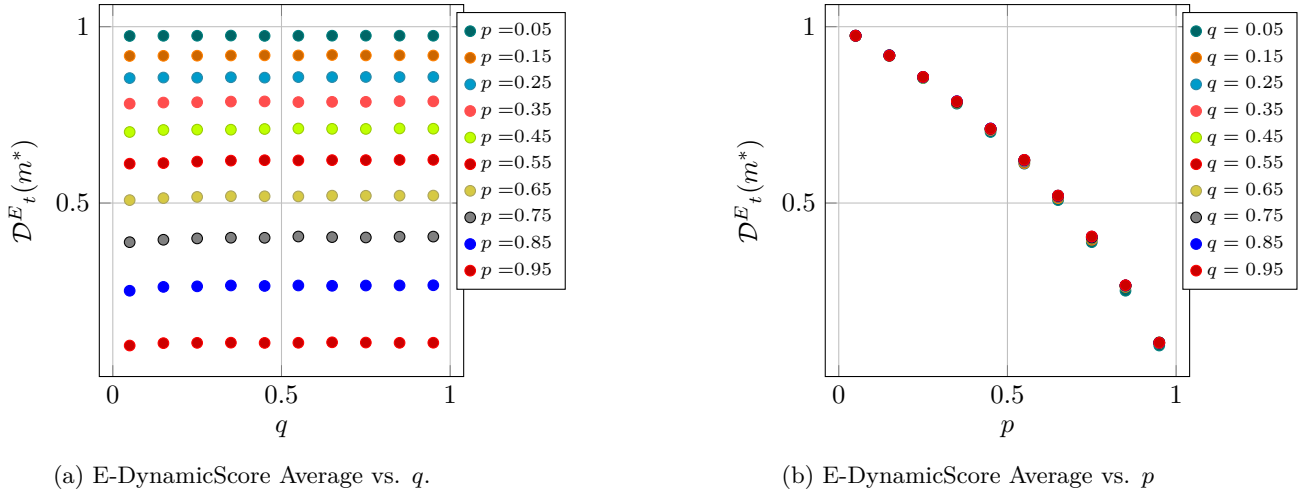 1
0.5
0
0.5
1
q
𝒟ᴱₜ(m*)
p =0.05
p =0.15
p =0.25
p =0.35
p =0.45
p =0.55
p =0.65
p =0.75
p =0.85
p =0.95
(a) E-DynamicScore Average vs. q.
1
0.5
0
0.5
1
p
𝒟ᴱₜ(m*)
q = 0.05
q = 0.15
q = 0.25
q = 0.35
q = 0.45
q = 0.55
q = 0.65
q = 0.75
q = 0.85
q = 0.95
(b) E-DynamicScore Average vs. p